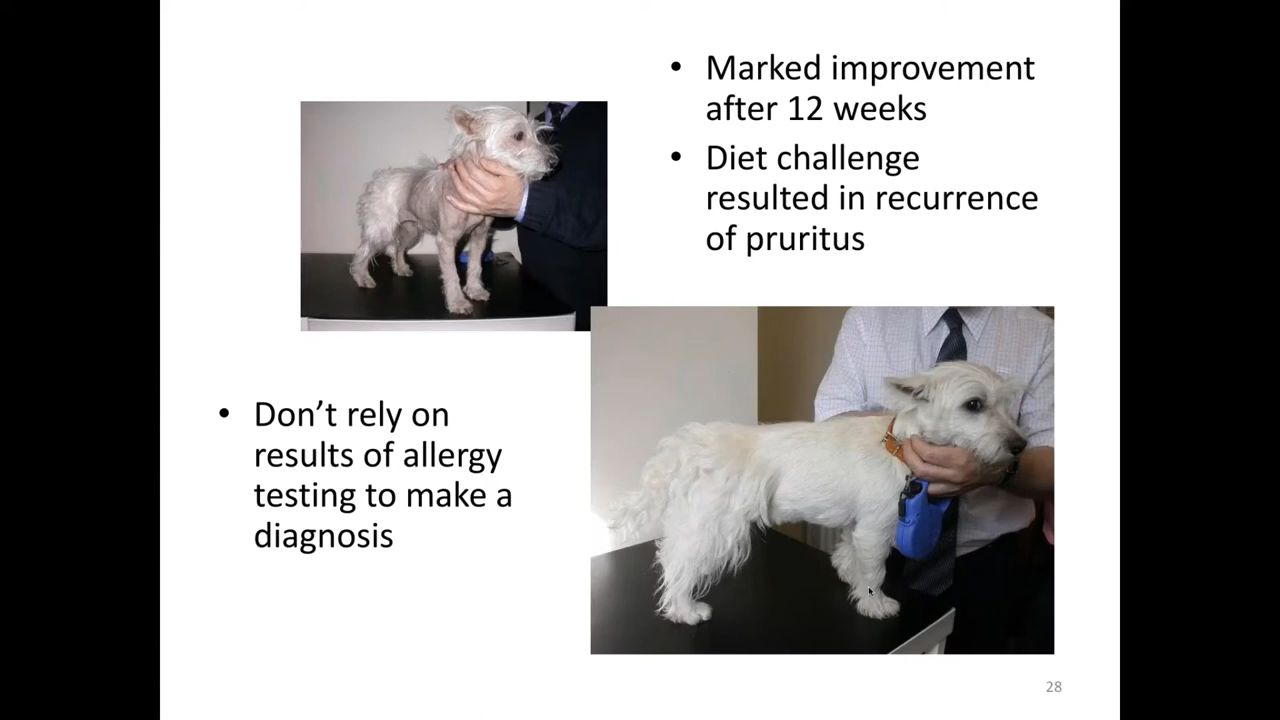 • Marked improvement
after 12 weeks
• Diet challenge
resulted in recurrence
of pruritus
• Don’t rely on
results of allergy
testing to make a
diagnosis
28